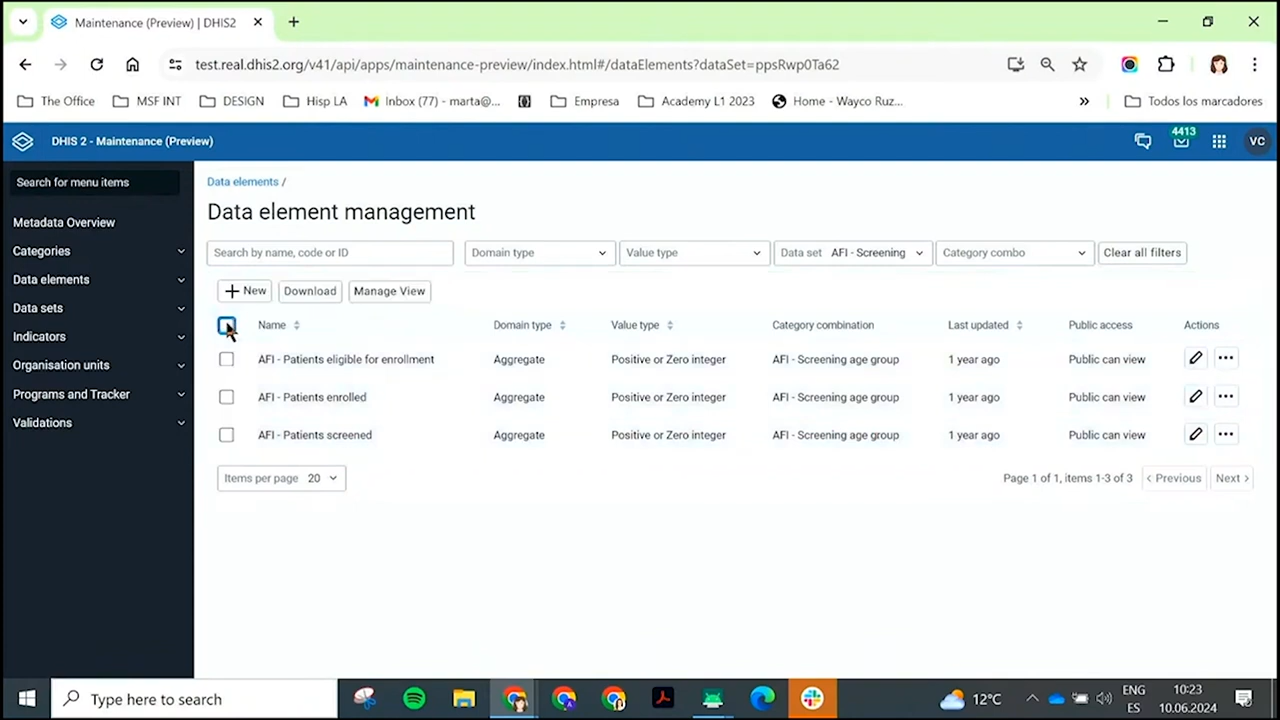 Maintenance (Preview) | DHIS2
test.real.dhis2.org/v41/api/apps/maintenance-preview/index.html#/dataElements?dataSet=ppsRwp0Ta62
The Office MSF INT DESIGN Hisp LA Inbox (77) - marta@... Empresa Academy L1 2023 Home - Wayco Ruz... Todos los marcadores
DHIS 2 - Maintenance (Preview) 4413 VC
Search for menu items
Metadata Overview
Categories
Data elements
Data sets
Indicators
Organisation units
Programs and Tracker
Validations
Data elements /
Data element management
Search by name, code or ID Domain type Value type Data set AFI - Screening Category combo Clear all filters
New Download Manage View
Name Domain type Value type Category combination Last updated Public access Actions
AFI - Patients eligible for enrollment Aggregate Positive or Zero integer AFI - Screening age group 1 year ago Public can view
AFI - Patients enrolled Aggregate Positive or Zero integer AFI - Screening age group 1 year ago Public can view
AFI - Patients screened Aggregate Positive or Zero integer AFI - Screening age group 1 year ago Public can view
Items per page 20 Page 1 of 1, items 1-3 of 3 Previous Next
Type here to search 12°C ENG 10:23
ES 10.06.2024